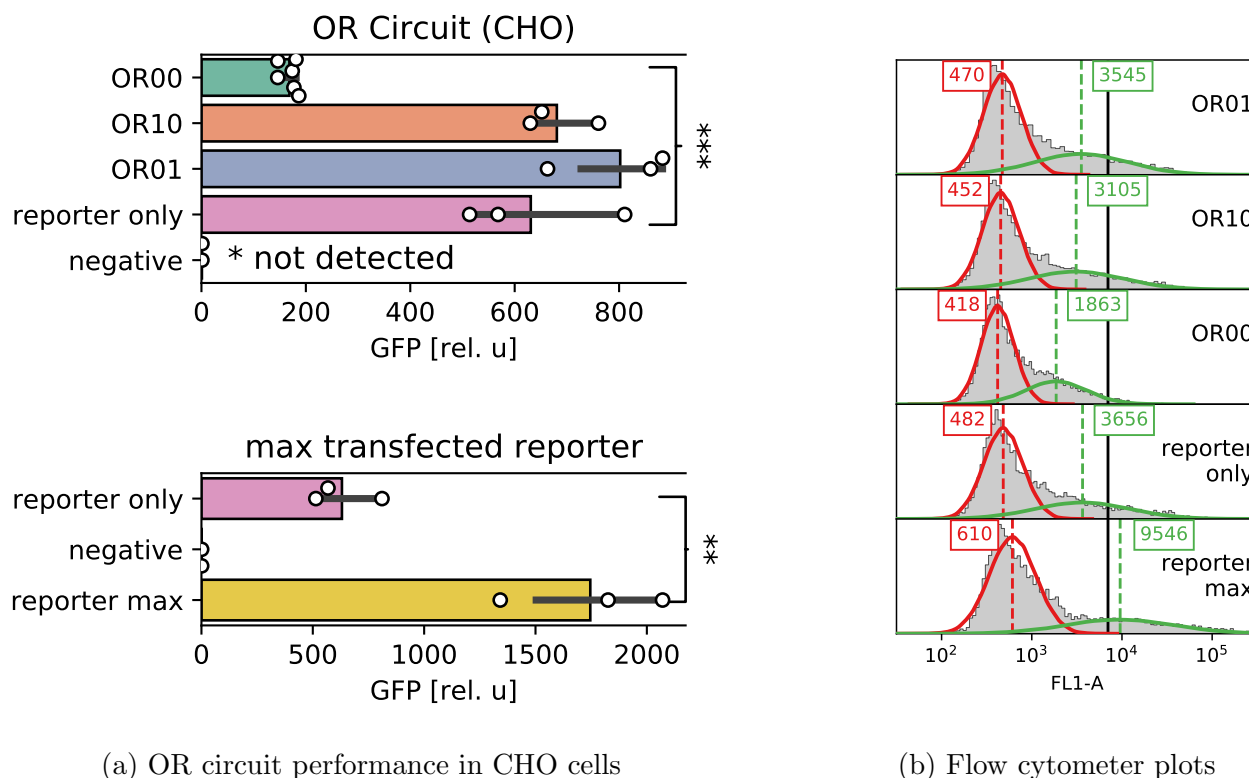 OR Circuit (CHO)
OR00
OR10
OR01
reporter only
negative
* not detected
****
0 200 400 600 800
GFP [rel. u]
max transfected reporter
reporter only
negative
reporter max
**
0 500 1000 1500 2000
GFP [rel. u]
(a) OR circuit performance in CHO cells
470 3545 OR01
452 3105 OR10
418 1863 OR00
482 3656 reporter
only
610 9546 reporter
max
10² 10³ 10⁴ 10⁵
FL1-A
(b) Flow cytometer plots